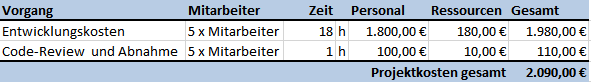 Vorgang Mitarbeiter Zeit Personal Ressourcen Gesamt
Entwicklungskosten 5 x Mitarbeiter 18 h 1.800,00 € 180,00 € 1.980,00 €
Code-Review und Abnahme 5 x Mitarbeiter 1 h 100,00 € 10,00 € 110,00 €
Projektkosten gesamt 2.090,00 €